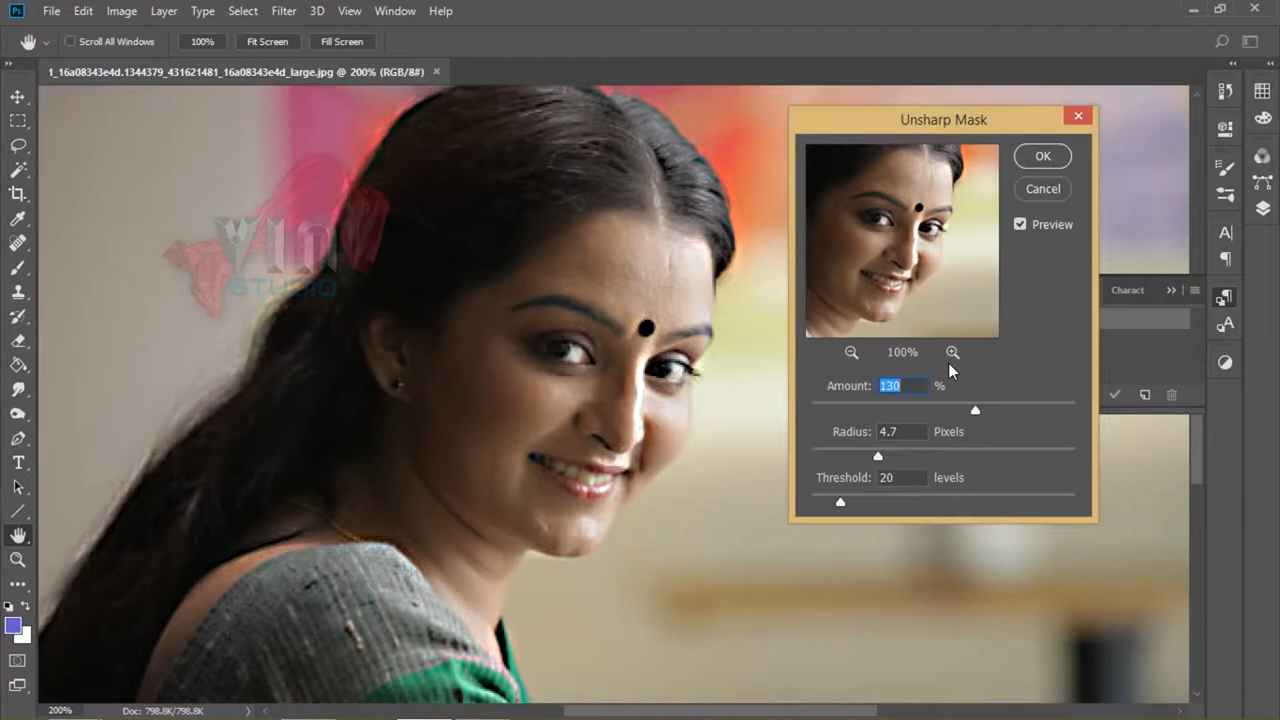 Ps File Edit Image Layer Type Select Filter 3D View Window Help
Scroll All Windows 100% Fit Screen Fill Screen
1_16a08343e4d.1344379_431621481_16a08343e4d_large.jpg @ 200% (RGB/8#)
Unsharp Mask
OK
Cancel
Preview
VINV
STUDIO
Charact
100%
Amount: 130 %
Radius: 4.7 Pixels
Threshold: 20 levels
200% Doc: 798.8K/798.8K